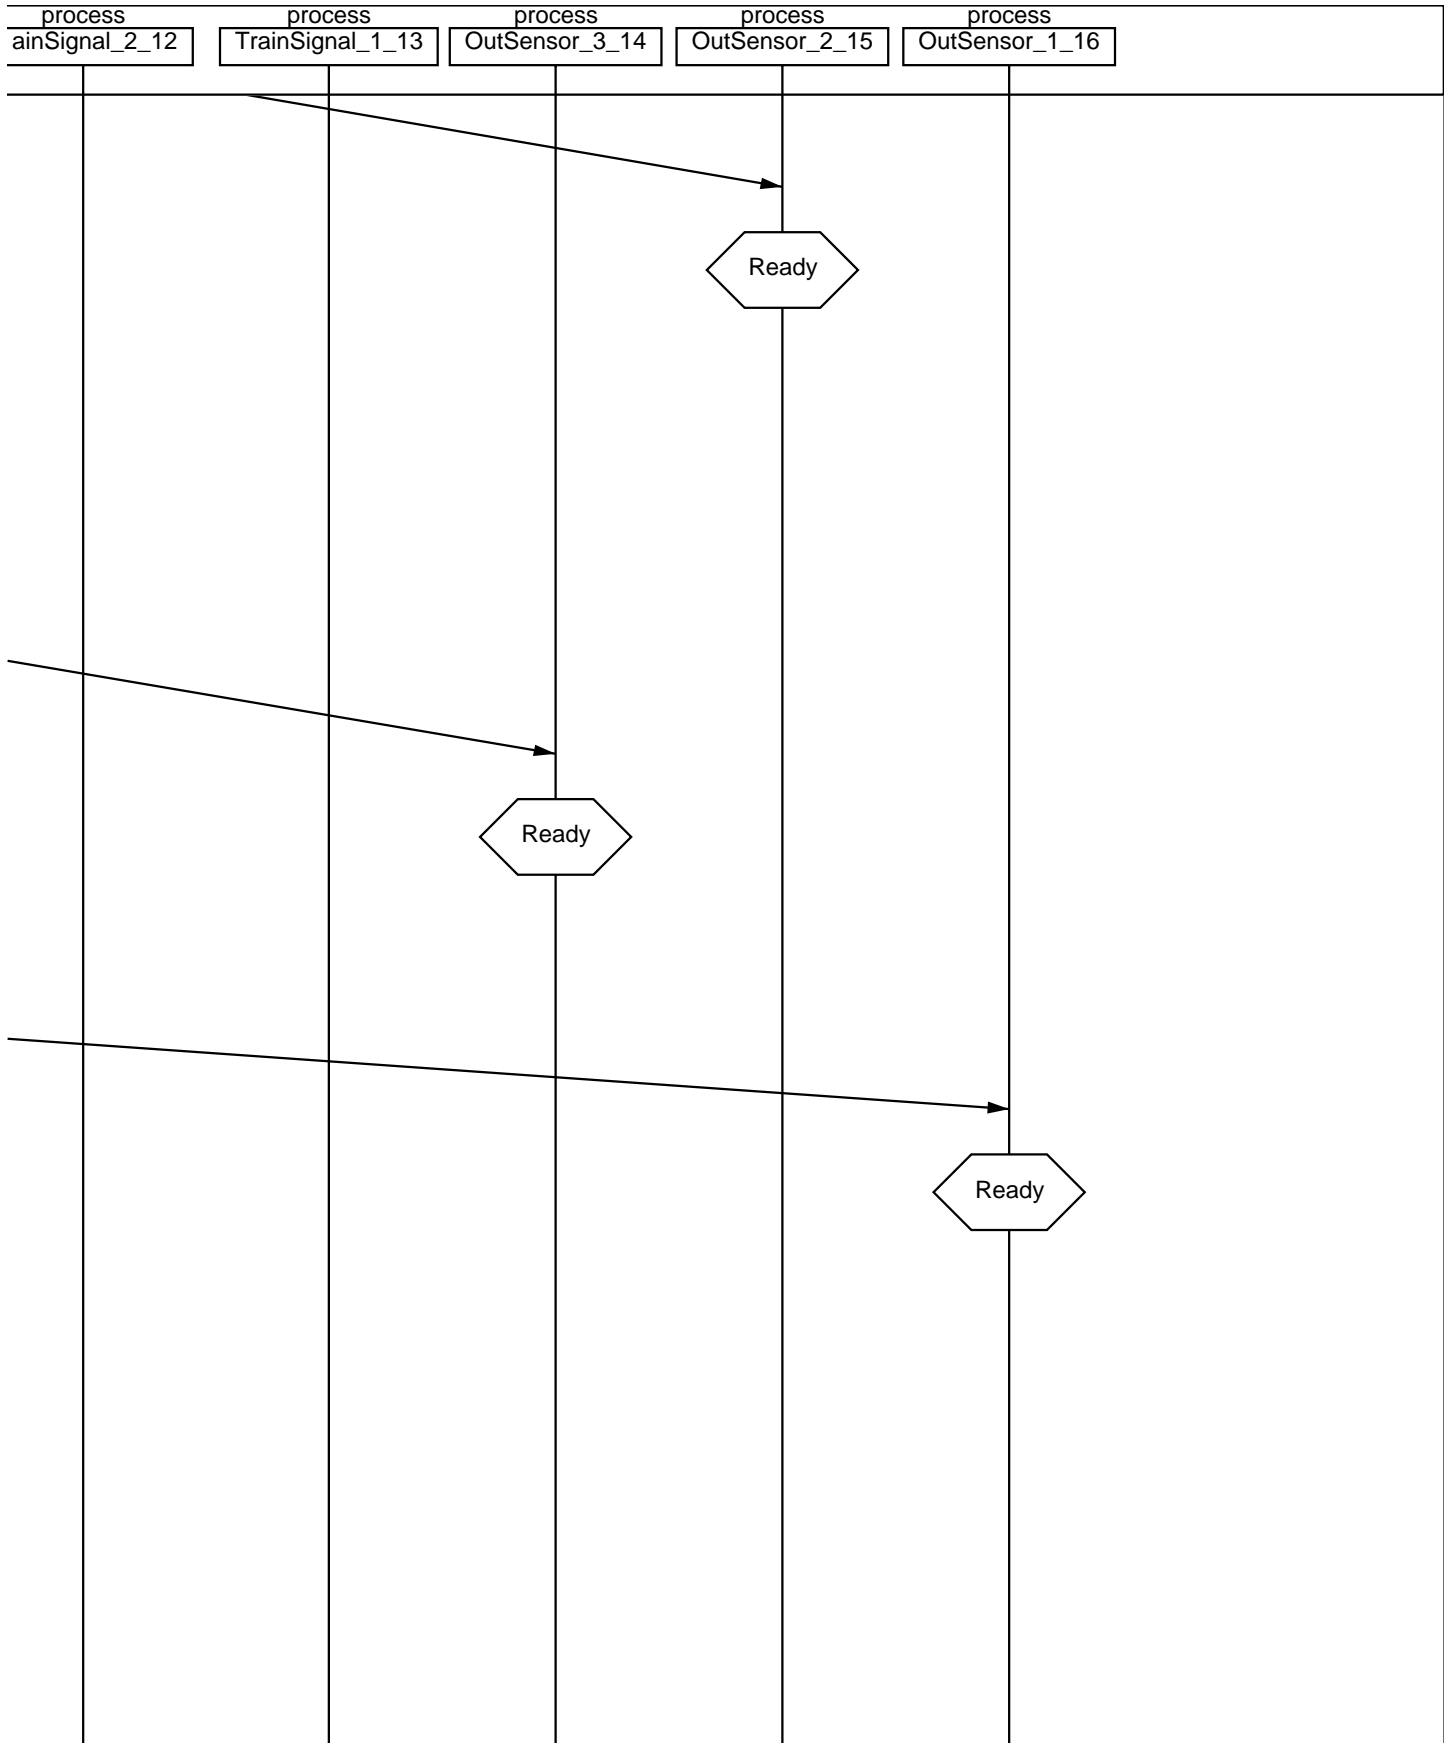 process process process process process
ainSignal_2_12 TrainSignal_1_13 OutSensor_3_14 OutSensor_2_15 OutSensor_1_16
Ready
Ready
Ready